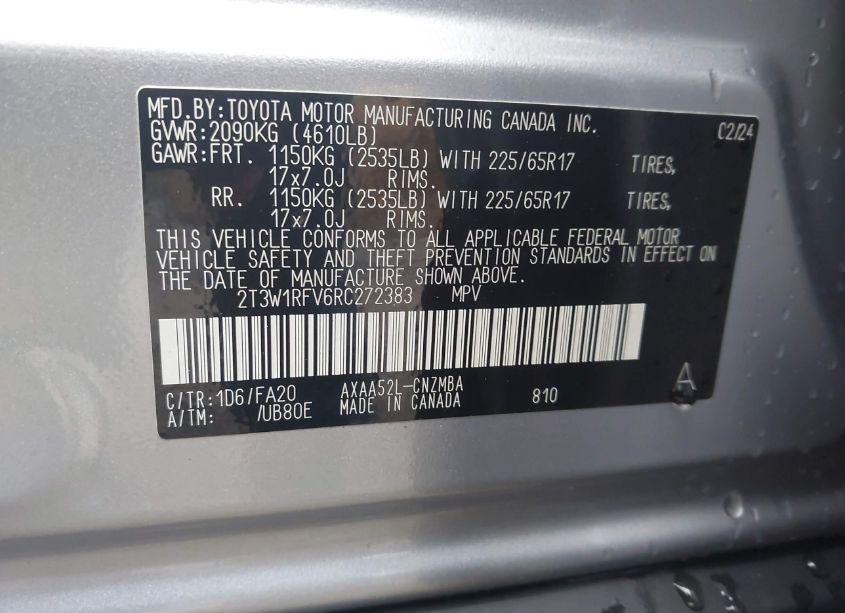 MFD.BY:TOYOTA MOTOR MANUFACTURING CANADA INC. 02/24
GVWR:2090KG (4610LB)
GAWR:FRT. 1150KG (2535LB) WITH 225/65R17 TIRES,
17x7.0J RIMS.
RR. 1150KG (2535LB) WITH 225/65R17 TIRES,
17x7.0J RIMS.
THIS VEHICLE CONFORMS TO ALL APPLICABLE FEDERAL MOTOR
VEHICLE SAFETY AND THEFT PREVENTION STANDARDS IN EFFECT ON
THE DATE OF MANUFACTURE SHOWN ABOVE.
2T3W1RFV6RC272383 MPV
C/TR:1D6/FA20 AXAA52L-CNZMBA A
A/TM: /UB80E MADE IN CANADA 810